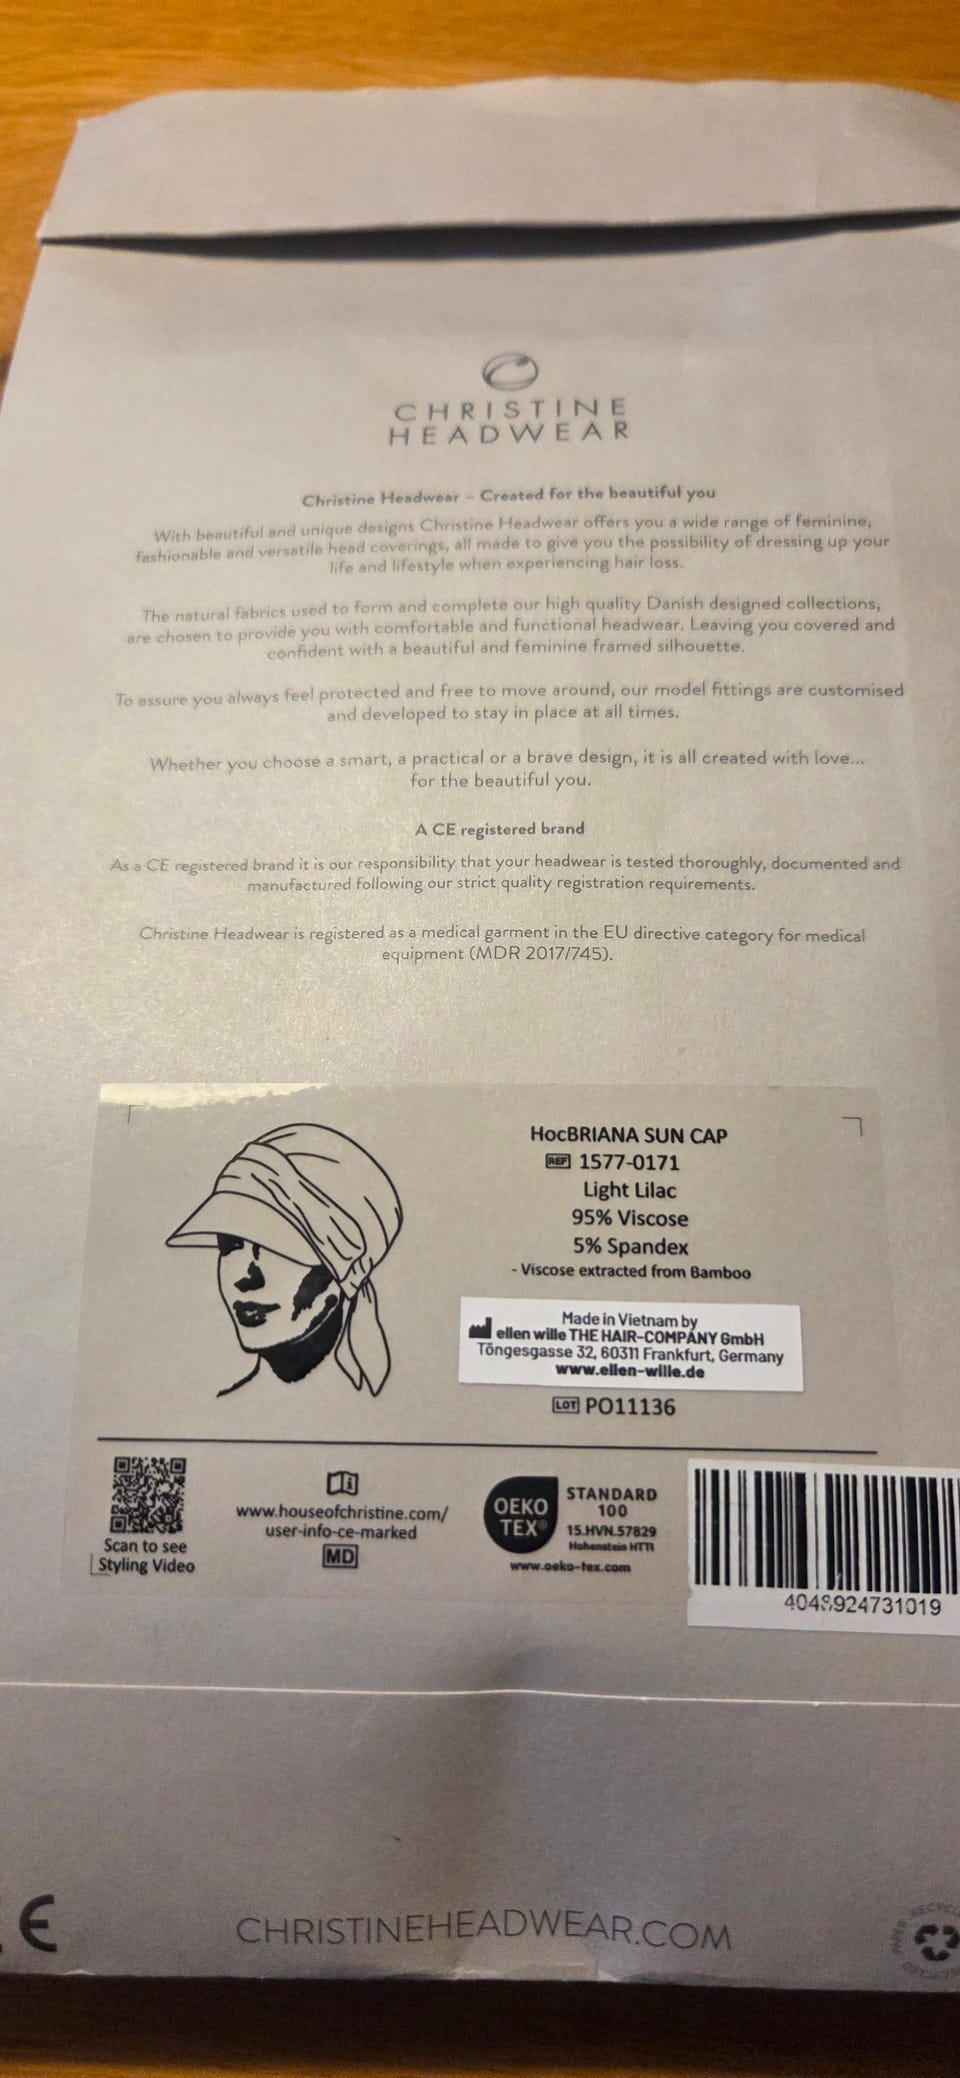 CHRISTINE
HEADWEAR
Christine Headwear – Created for the beautiful you
With beautiful and unique designs Christine Headwear offers you a wide range of feminine,
fashionable and versatile head coverings, all made to give you the possibility of dressing up your
life and lifestyle when experiencing hair loss.
The natural fabrics used to form and complete our high quality Danish designed collections,
are chosen to provide you with comfortable and functional headwear. Leaving you covered and
confident with a beautiful and feminine framed silhouette.
To assure you always feel protected and free to move around, our model fittings are customised
and developed to stay in place at all times.
Whether you choose a smart, a practical or a brave design, it is all created with love...
for the beautiful you.
A CE registered brand
As a CE registered brand it is our responsibility that your headwear is tested thoroughly, documented and
manufactured following our strict quality registration requirements.
Christine Headwear is registered as a medical garment in the EU directive category for medical
equipment (MDR 2017/745).
HocBRIANA SUN CAP
REF 1577-0171
Light Lilac
95% Viscose
5% Spandex
- Viscose extracted from Bamboo
Made in Vietnam by
ellen wille THE HAIR-COMPANY GmbH
Töngesgasse 32, 60311 Frankfurt, Germany
www.ellen-wille.de
LOT PO11136
Scan to see
Styling Video
www.houseofchristine.com/
user-info-ce-marked
MD
OEKO
TEX®
STANDARD
100
15.HVN.57829
Hohenstein HTTI
www.oeko-tex.com
4048924731019
CE
CHRISTINEHEADWEAR.COM
PAPER
RECYCLED